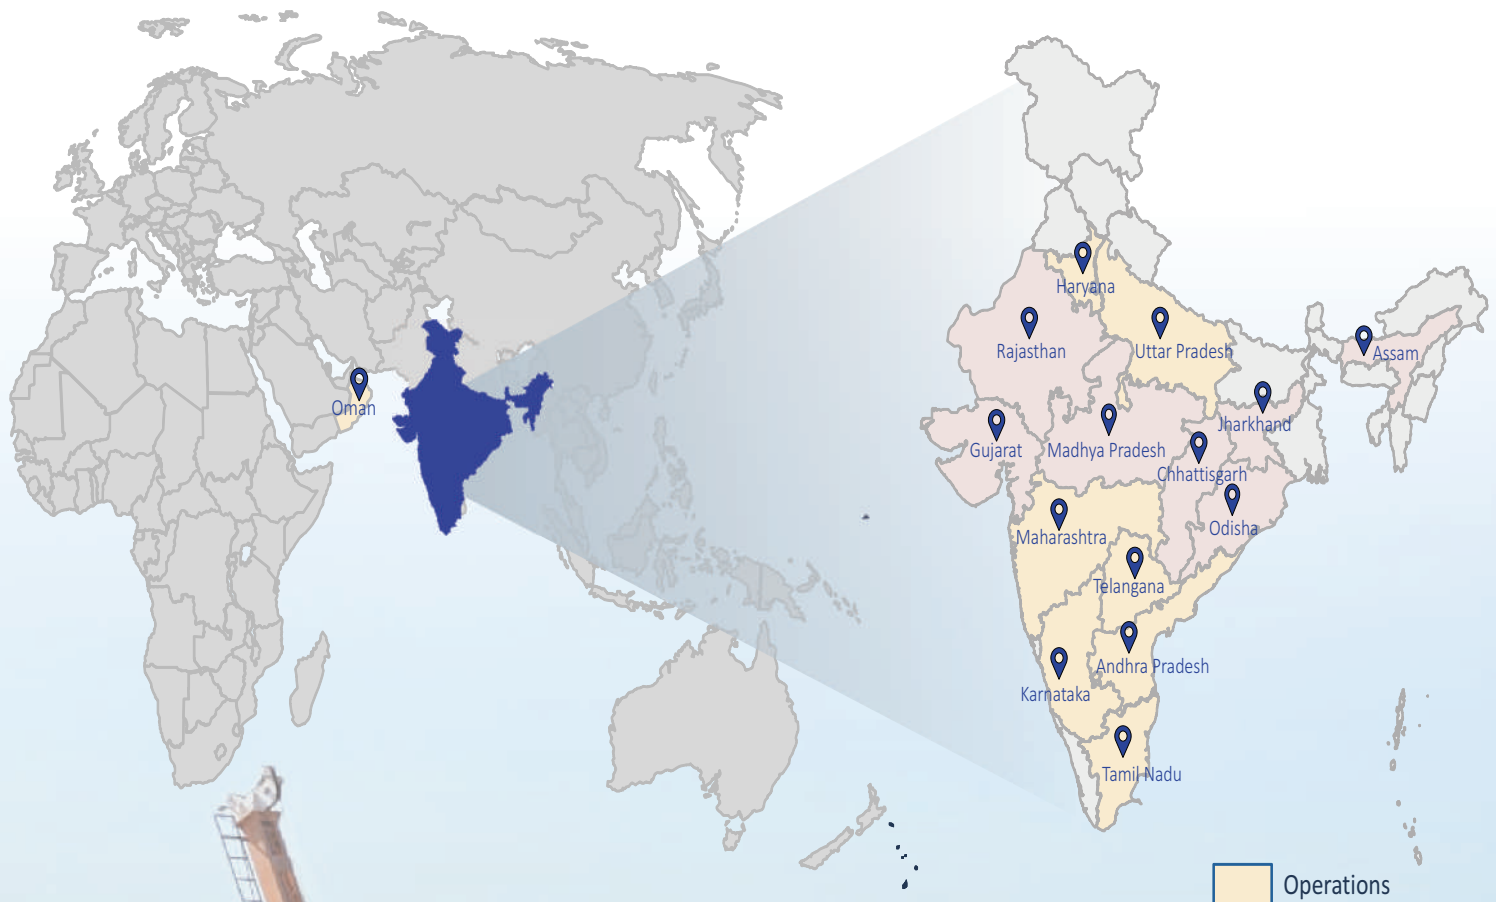 Haryana
Rajasthan
Uttar Pradesh
Assam
Oman
Gujarat
Madhya Pradesh
Jharkhand
Chhattisgarh
Odisha
Maharashtra
Telangana
Andhra Pradesh
Karnataka
Tamil Nadu
Operations